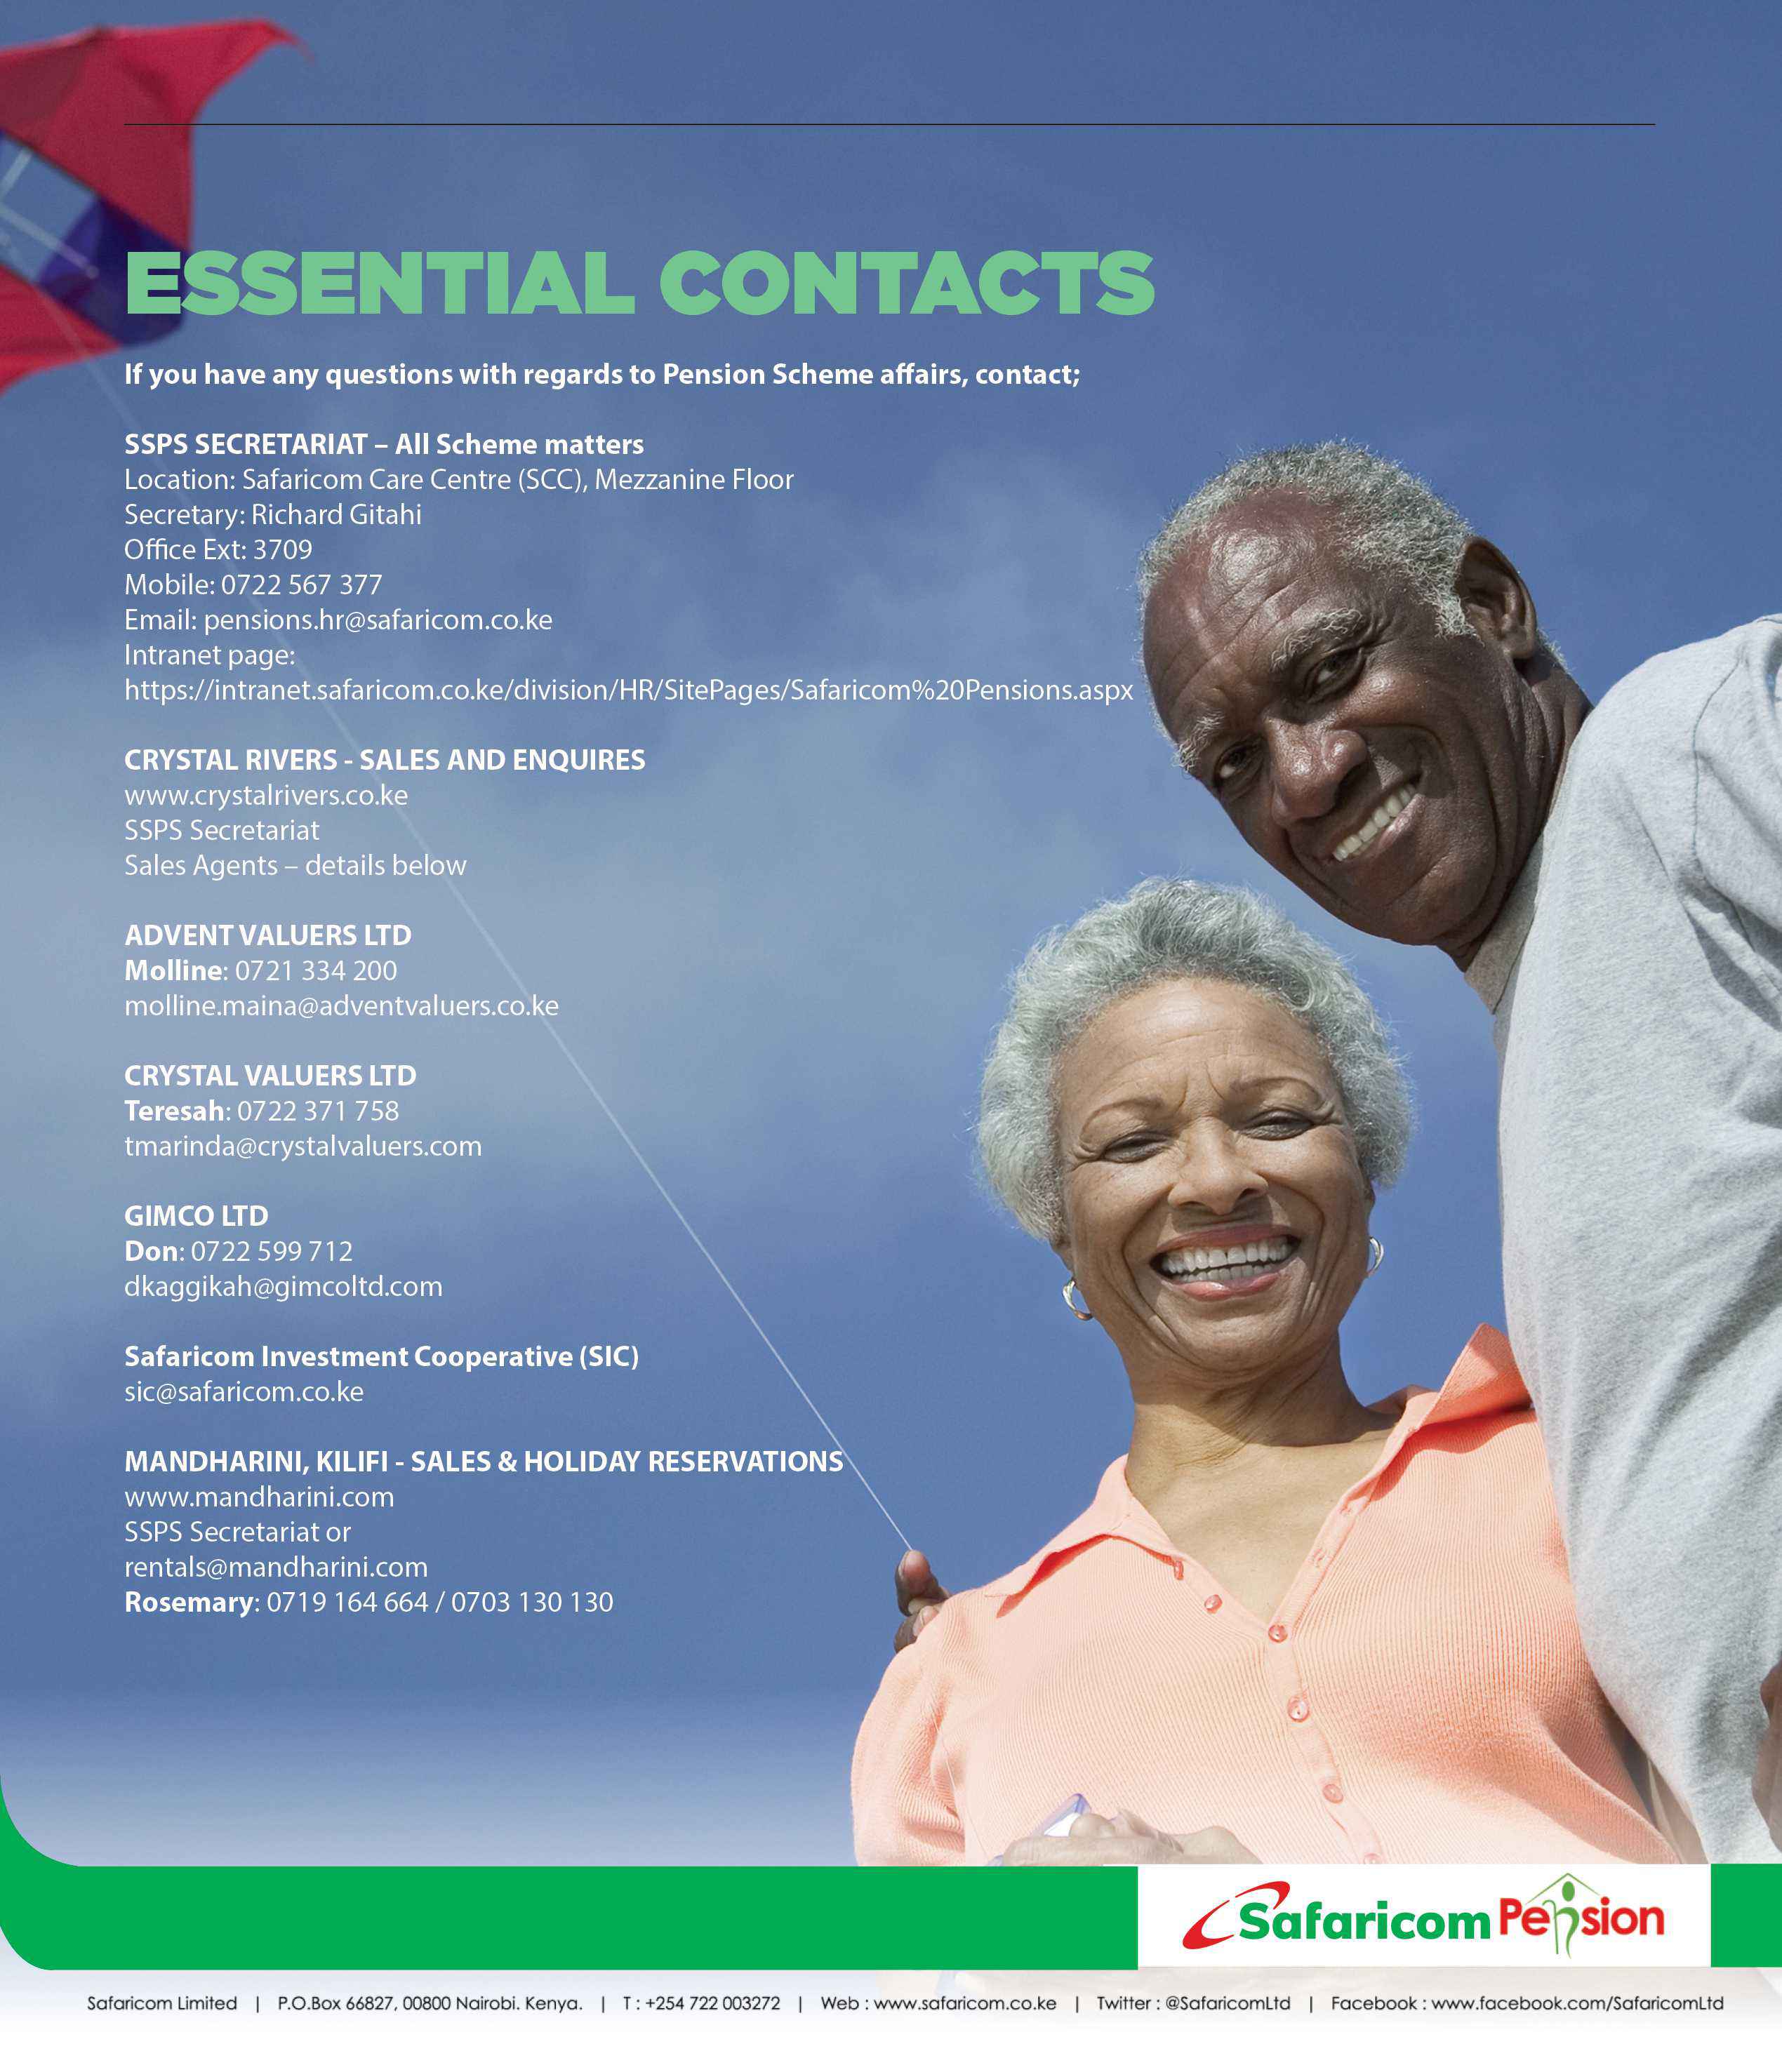 ESSENTIAL CONTACTS
If you have any questions with regards to Pension Scheme affairs, contact;
SSPS SECRETARIAT – All Scheme matters
Location: Safaricom Care Centre (SCC), Mezzanine Floor
Secretary: Richard Gitahi
Office Ext: 3709
Mobile: 0722 567 377
Email: pensions.hr@safaricom.co.ke
Intranet page:
https://intranet.safaricom.co.ke/division/HR/SitePages/Safaricom%20Pensions.aspx
CRYSTAL RIVERS - SALES AND ENQUIRES
www.crystalrivers.co.ke
SSPS Secretariat
Sales Agents – details below
ADVENT VALUERS LTD
Molline: 0721 334 200
molline.maina@adventvaluers.co.ke
CRYSTAL VALUERS LTD
Teresah: 0722 371 758
tmarinda@crystalvaluers.com
GIMCO LTD
Don: 0722 599 712
dkaggikah@gimcoltd.com
Safaricom Investment Cooperative (SIC)
sic@safaricom.co.ke
MANDHARINI, KILIFI - SALES & HOLIDAY RESERVATIONS
www.mandharini.com
SSPS Secretariat or
rentals@mandharini.com
Rosemary: 0719 164 664 / 0703 130 130
Safaricom Pension
Safaricom Limited | P.O.Box 66827, 00800 Nairobi. Kenya. | T : +254 722 003272 | Web : www.safaricom.co.ke | Twitter : @SafaricomLtd | Facebook : www.facebook.com/SafaricomLtd